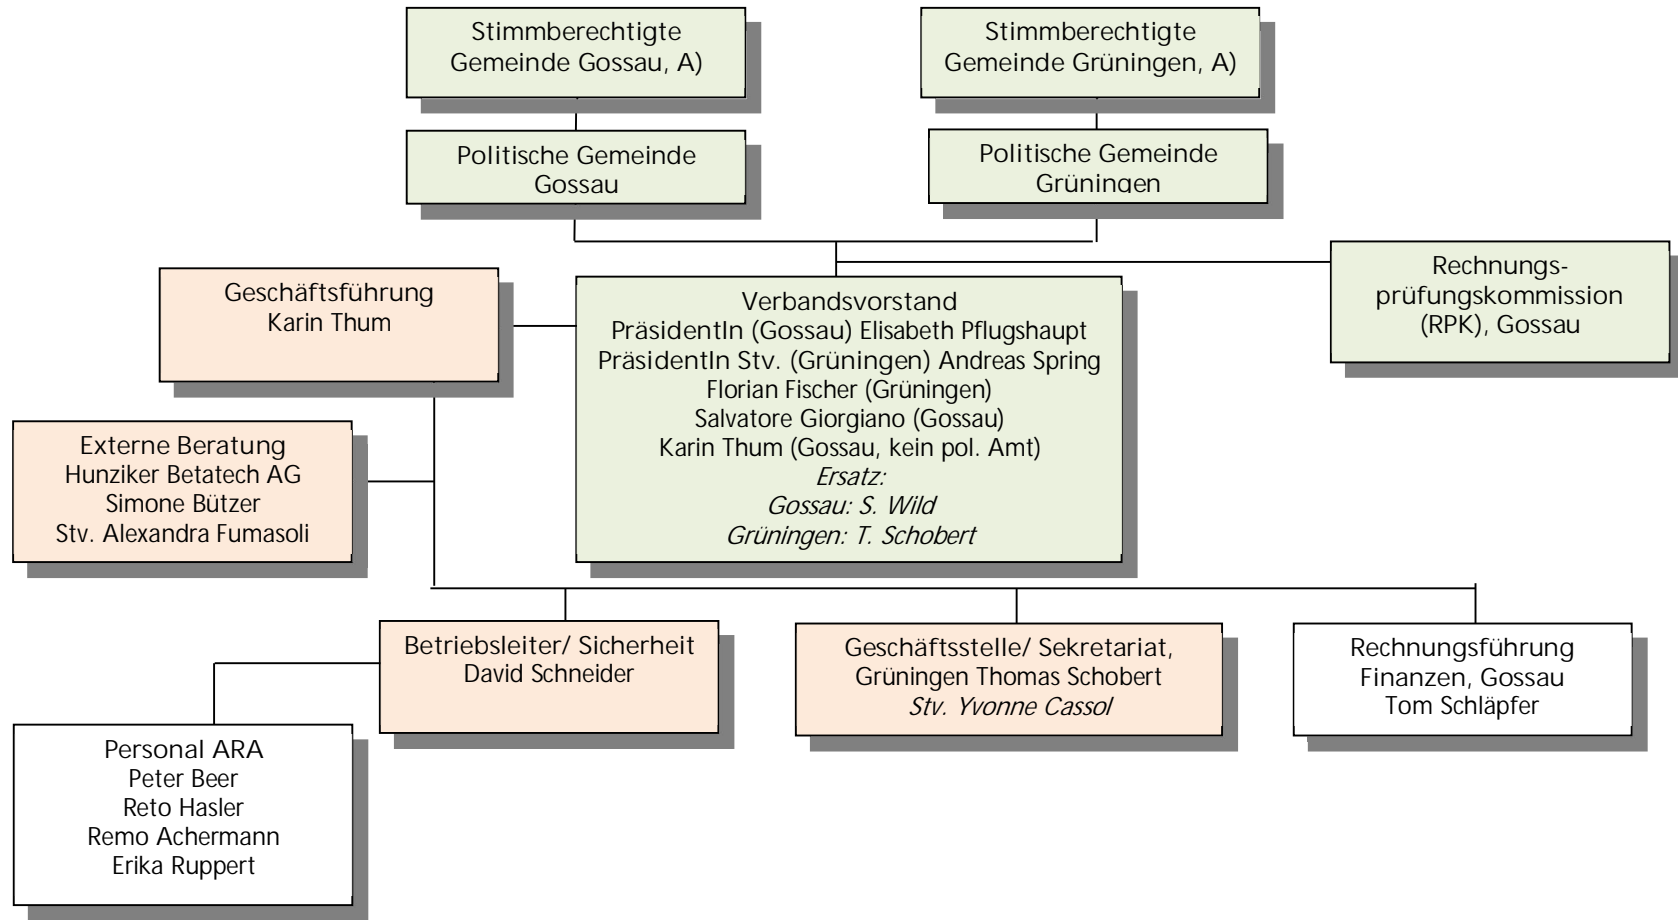 Stimmberechtigte
Gemeinde Gossau, A)
Stimmberechtigte
Gemeinde Grüningen, A)
Politische Gemeinde
Gossau
Politische Gemeinde
Grüningen
Rechnungs-
prüfungskommission
(RPK), Gossau
Geschäftsführung
Karin Thum
Verbandsvorstand
PräsidentIn (Gossau) Elisabeth Pflugshaupt
PräsidentIn Stv. (Grüningen) Andreas Spring
Florian Fischer (Grüningen)
Salvatore Giorgiano (Gossau)
Karin Thum (Gossau, kein pol. Amt)
Ersatz:
Gossau: S. Wild
Grüningen: T. Schobert
Externe Beratung
Hunziker Betatech AG
Simone Bützer
Stv. Alexandra Fumasoli
Betriebsleiter/ Sicherheit
David Schneider
Geschäftsstelle/ Sekretariat,
Grüningen Thomas Schobert
Stv. Yvonne Cassol
Rechnungsführung
Finanzen, Gossau
Tom Schläpfer
Personal ARA
Peter Beer
Reto Hasler
Remo Achermann
Erika Ruppert